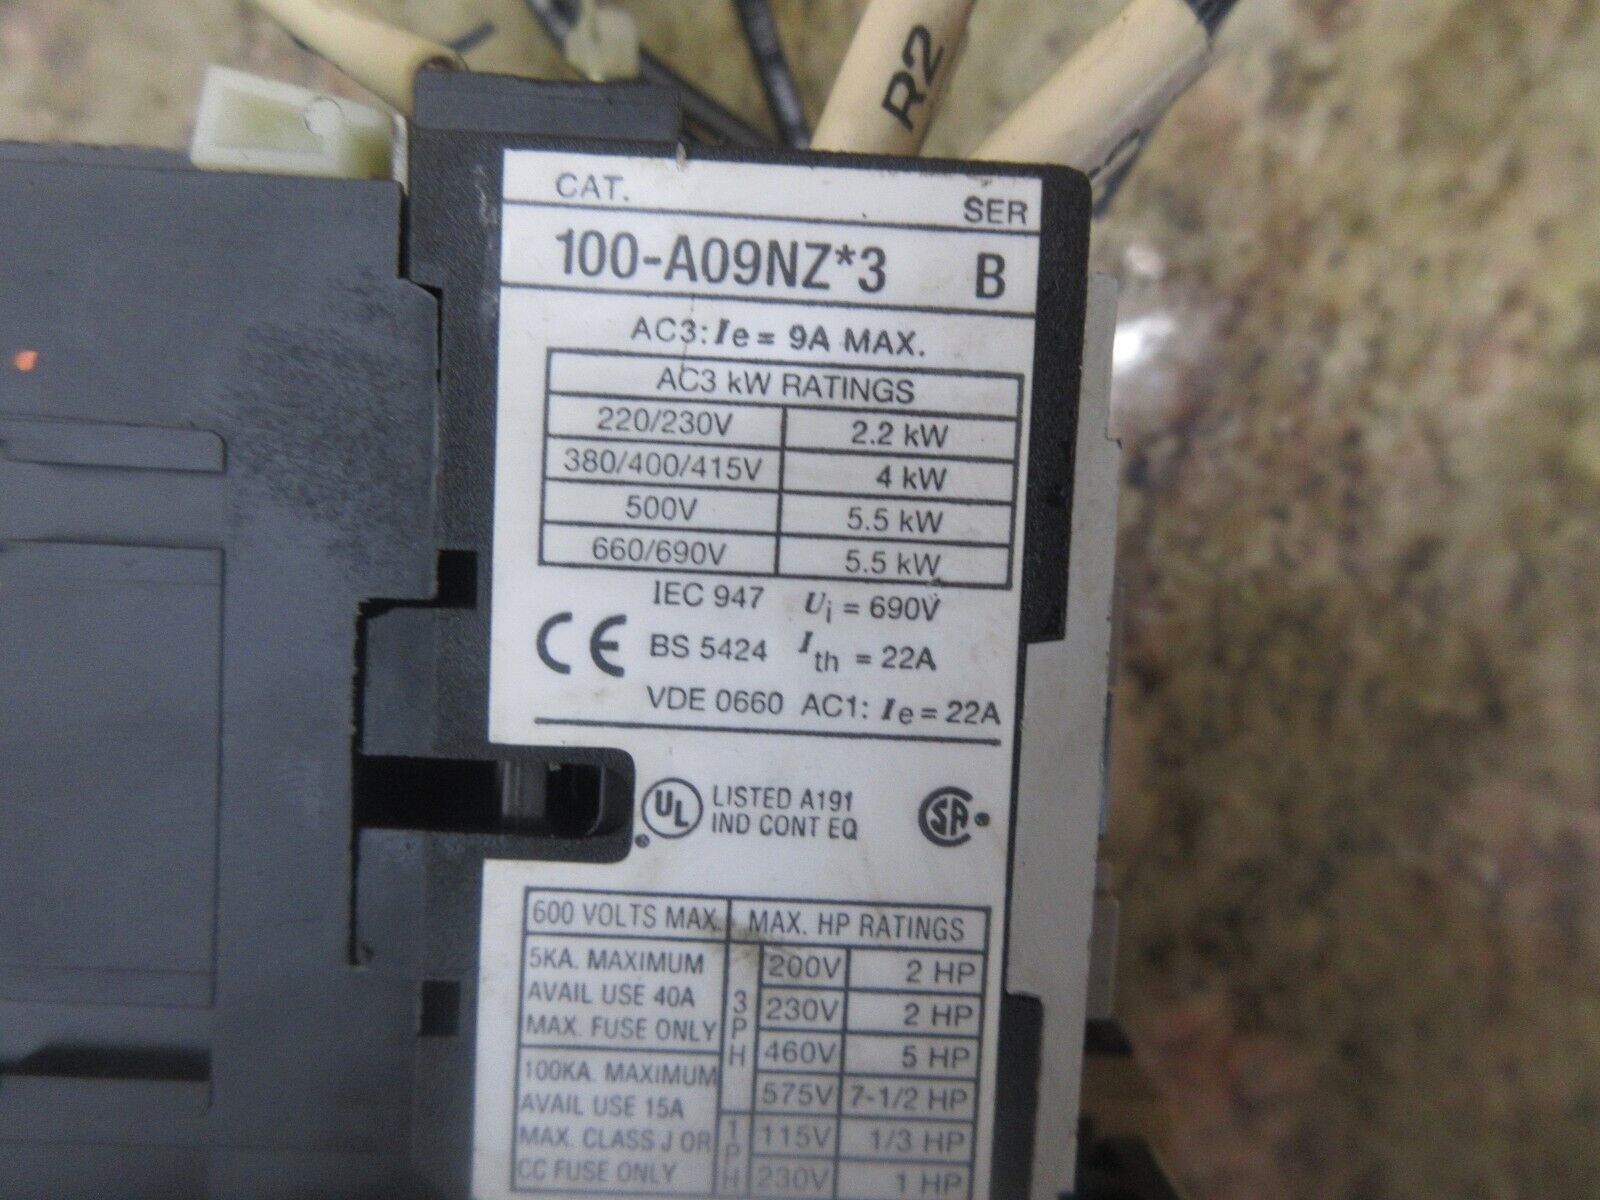 R2
CAT. SER
100-A09NZ*3 B
AC3: Ie = 9A MAX.
AC3 kW RATINGS
220/230V 2.2 kW
380/400/415V 4 kW
500V 5.5 kW
660/690V 5.5 kW
IEC 947 Ui = 690V
CE BS 5424 Ith = 22A
VDE 0660 AC1: Ie = 22A
UL ® LISTED A191
IND CONT EQ
SA ®
600 VOLTS MAX. MAX. HP RATINGS
5KA. MAXIMUM
AVAIL USE 40A
MAX. FUSE ONLY
100KA. MAXIMUM
AVAIL USE 15A
MAX. CLASS J OR
CC FUSE ONLY
3PH
200V 2 HP
230V 2 HP
460V 5 HP
575V 7-1/2 HP
1PH
115V 1/3 HP
230V 1 HP